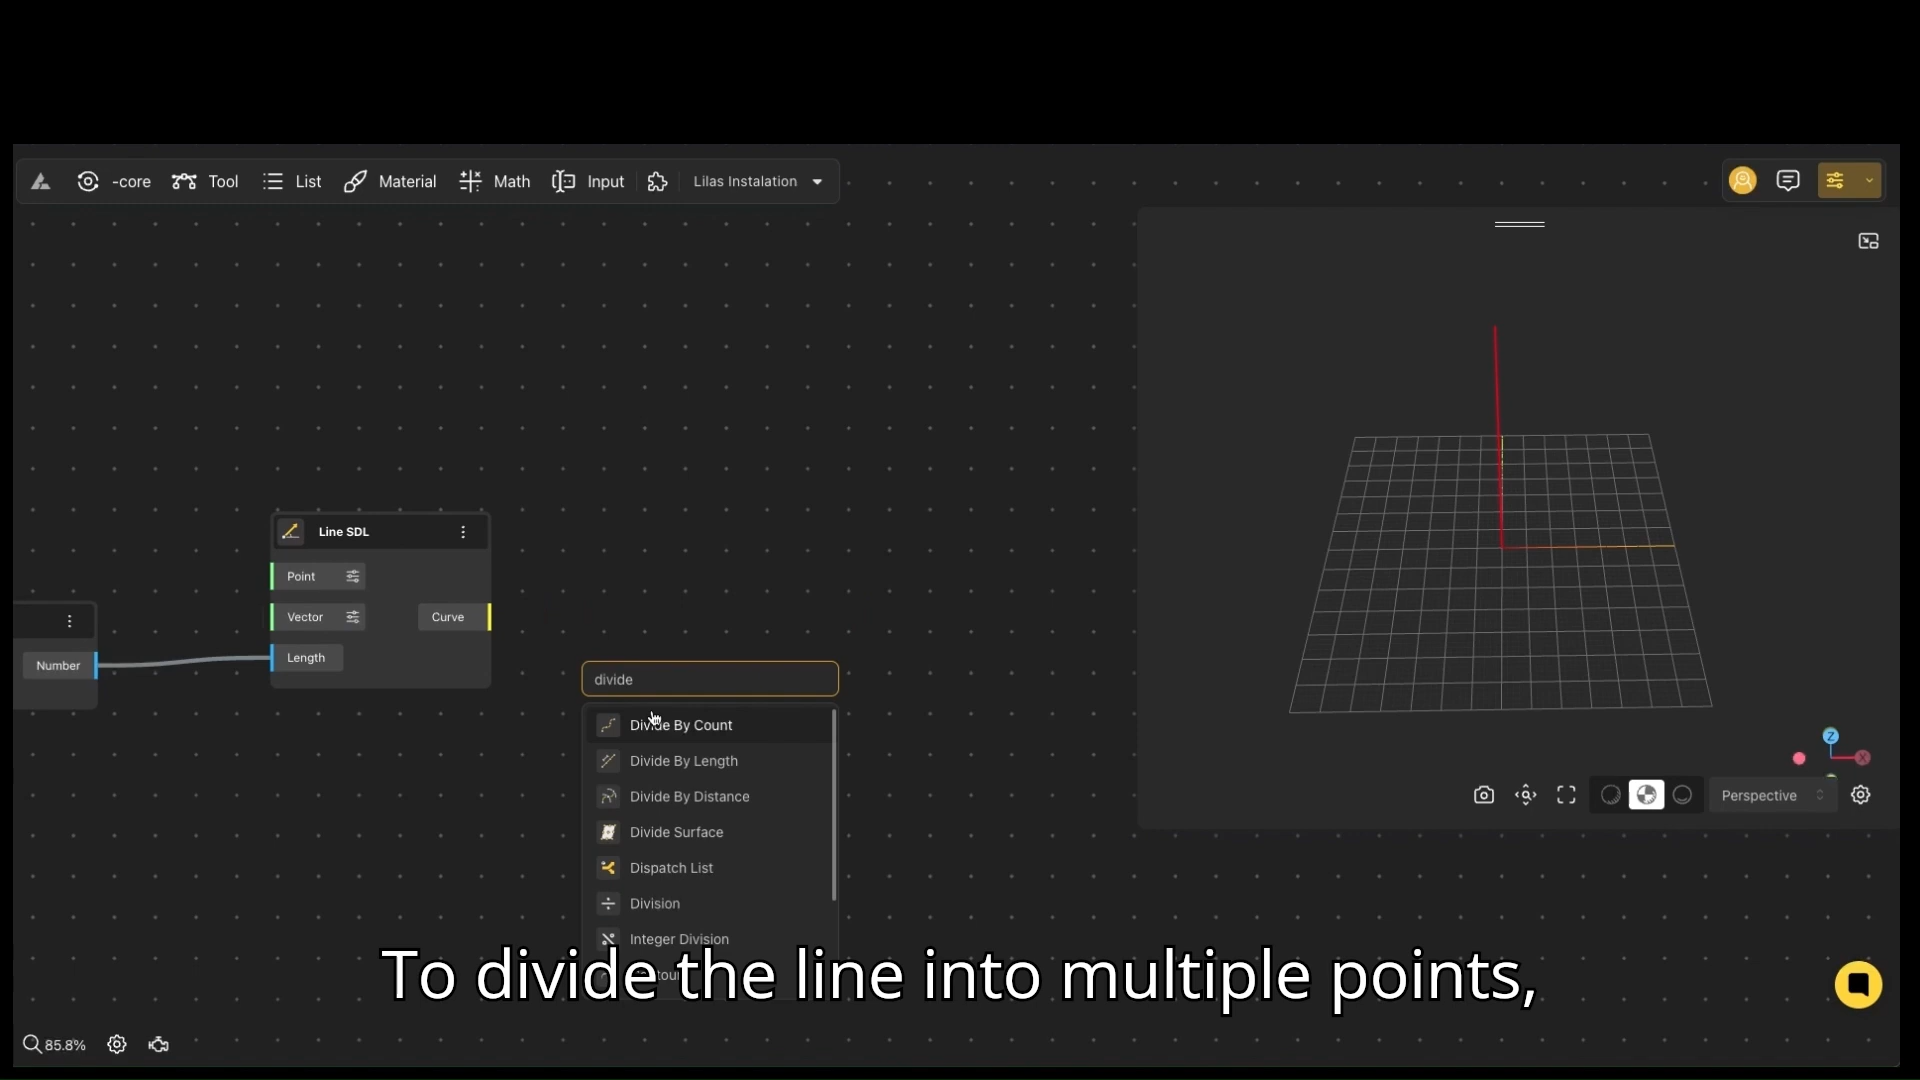 -core Tool List Material Math Input Lilas Instalation
Line SDL
Point
Vector Curve
Number Length
divide
Divide By Count
Divide By Length
Divide By Distance
Divide Surface
Dispatch List
Division
Integer Division
Z
X
Perspective
To divide the line into multiple points,
85.8%